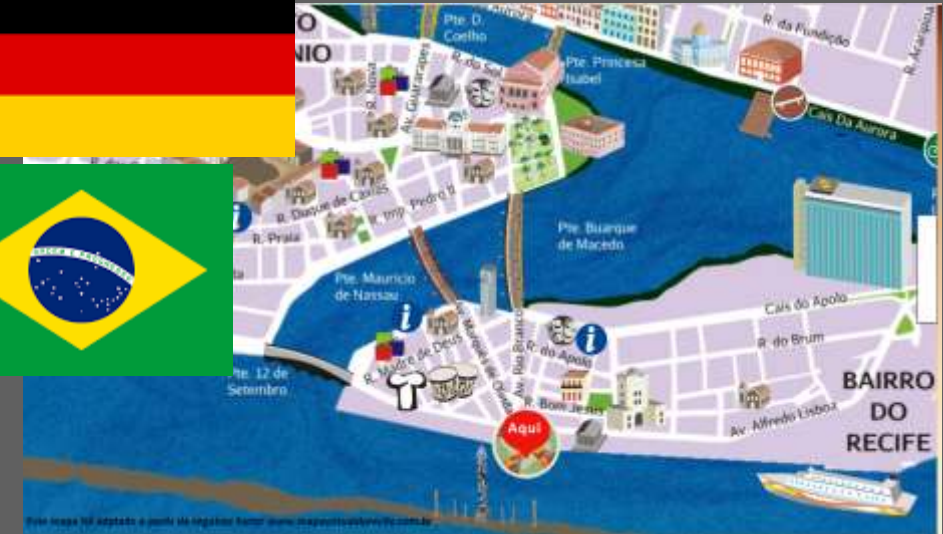 O
NIO
Pte. D.
Coelho
Aurora
R. da Fundição
R. do Sol
Pte. Princesa
Isabel
R. Nova
Av. Guararapes
Cais Da Aurora
R. Duque de Caxias
R. Imp. Pedro II
R. Praia
Pte. Buarque
de Macedo
Pte. Maurício
de Nassau
i
i
i
Cais do Apolo
R. do Brum
Av. Rio Branco
R. do Apolo
R. Madre de Deus
Pte. 12 de
Setembro
R. Bom Jesus
Aqui
Av. Alfredo Lisboa
BAIRRO
DO
RECIFE